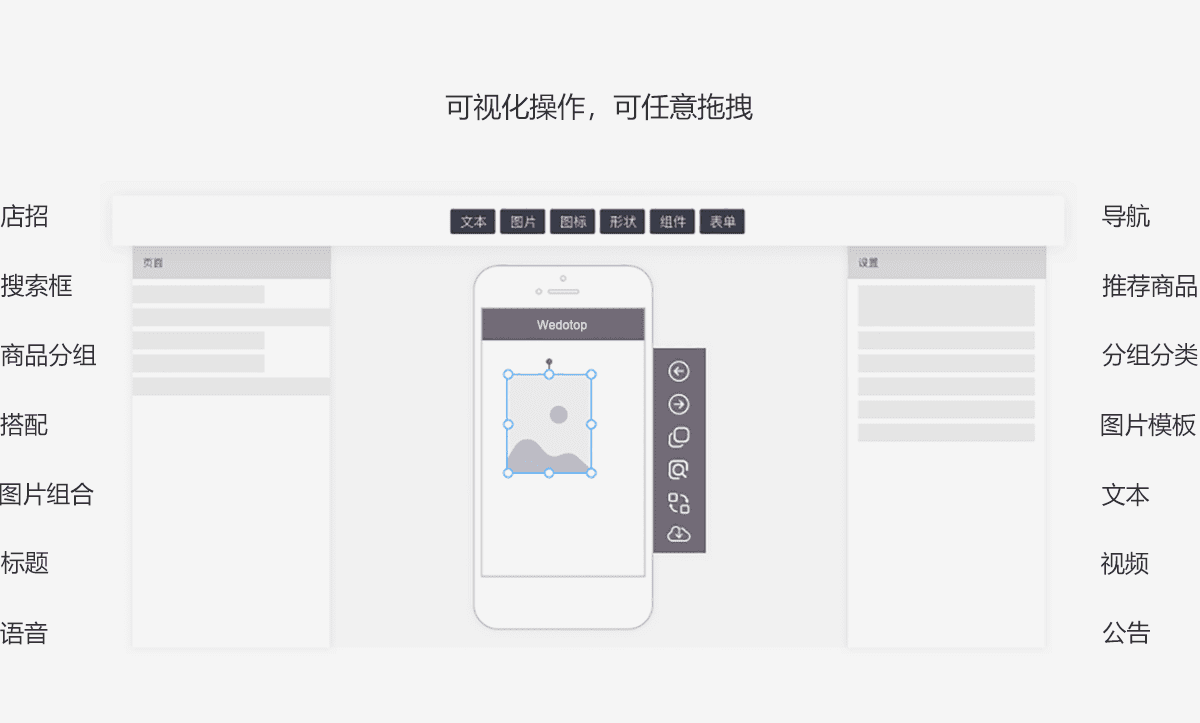 可视化操作，可任意拖拽
店招
搜索框
商品分组
搭配
图片组合
标题
语音
文本 图片 图标 形状 组件 表单
页面
设置
Wedotop
导航
推荐商品
分组分类
图片模板
文本
视频
公告